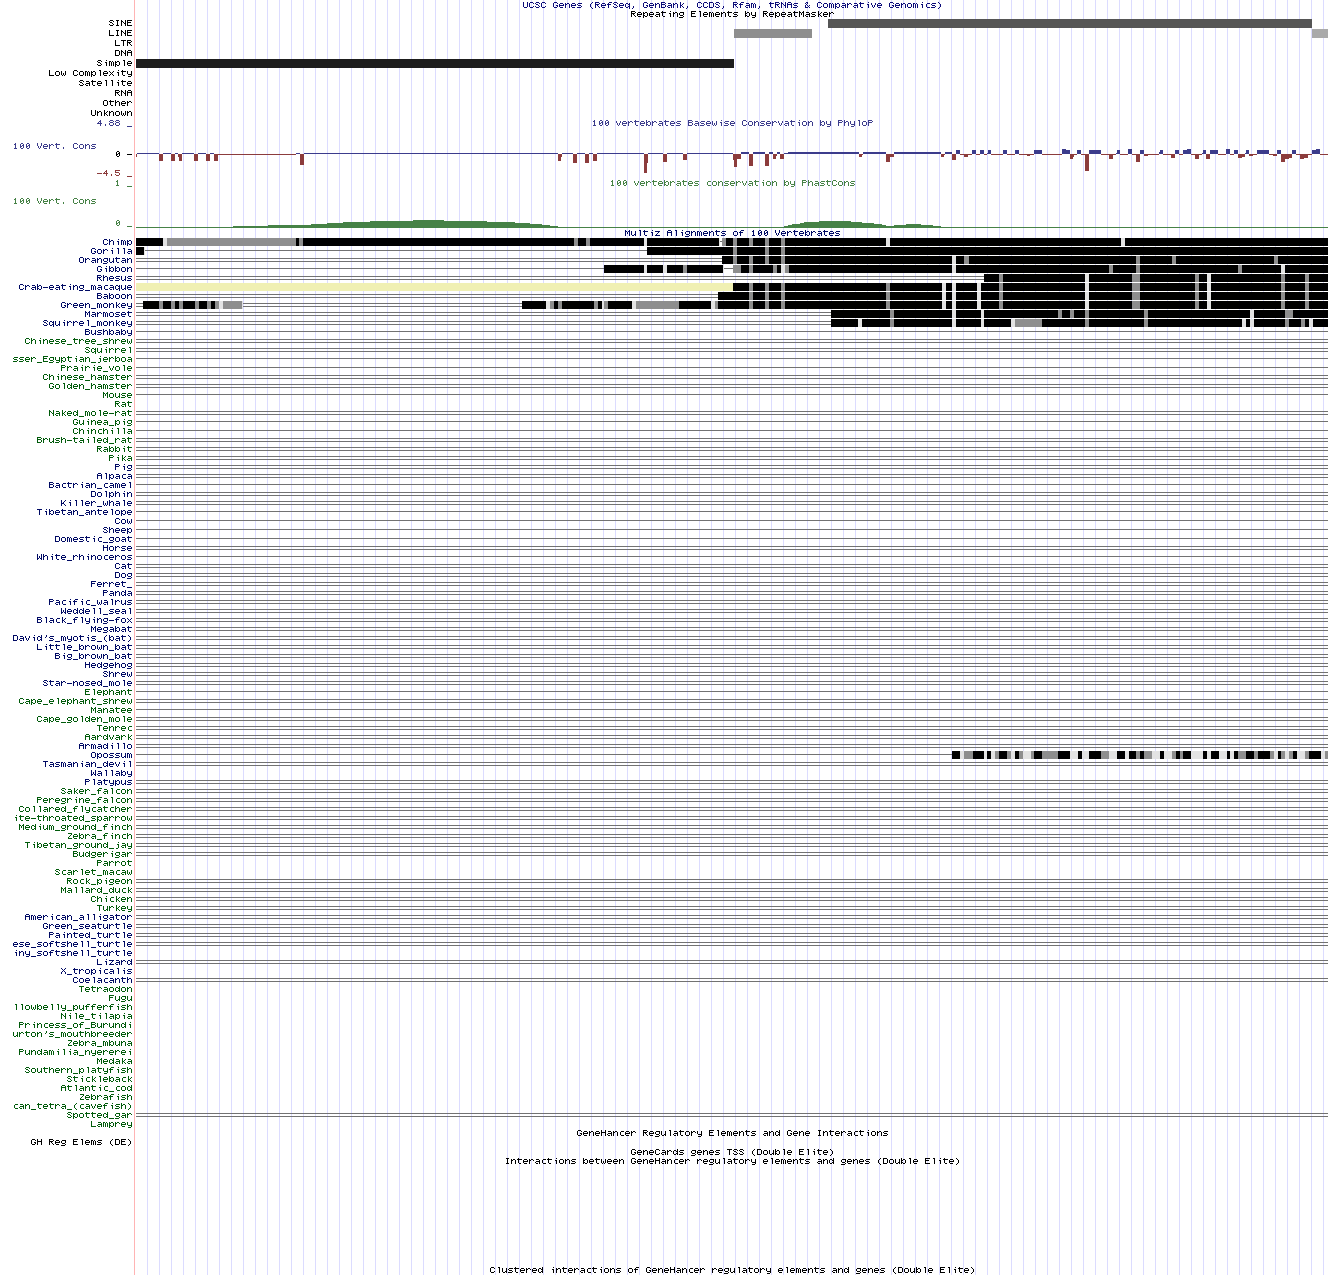 UCSC Genes (RefSeq, GenBank, CCDS, Rfam, tRNAs & Comparative Genomics)
Repeating Elements by RepeatMasker
SINE
LINE
LTR
DNA
Simple
Low Complexity
Satellite
RNA
Other
Unknown
4.88 _
100 vertebrates Basewise Conservation by PhyloP
100 Vert. Cons
0 _
-4.5 _
1 _
100 vertebrates conservation by PhastCons
100 Vert. Cons
0 _
Multiz Alignments of 100 Vertebrates
Chimp
Gorilla
Orangutan
Gibbon
Rhesus
Crab-eating_macaque
Baboon
Green_monkey
Marmoset
Squirrel_monkey
Bushbaby
Chinese_tree_shrew
Squirrel
sser_Egyptian_jerboa
Prairie_vole
Chinese_hamster
Golden_hamster
Mouse
Rat
Naked_mole-rat
Guinea_pig
Chinchilla
Brush-tailed_rat
Rabbit
Pika
Pig
Alpaca
Bactrian_camel
Dolphin
Killer_whale
Tibetan_antelope
Cow
Sheep
Domestic_goat
Horse
White_rhinoceros
Cat
Dog
Ferret_
Panda
Pacific_walrus
Weddell_seal
Black_flying-fox
Megabat
David's_myotis_(bat)
Little_brown_bat
Big_brown_bat
Hedgehog
Shrew
Star-nosed_mole
Elephant
Cape_elephant_shrew
Manatee
Cape_golden_mole
Tenrec
Aardvark
Armadillo
Opossum
Tasmanian_devil
Wallaby
Platypus
Saker_falcon
Peregrine_falcon
Collared_flycatcher
ite-throated_sparrow
Medium_ground_finch
Zebra_finch
Tibetan_ground_jay
Budgerigar
Parrot
Scarlet_macaw
Rock_pigeon
Mallard_duck
Chicken
Turkey
American_alligator
Green_seaturtle
Painted_turtle
ese_softshell_turtle
iny_softshell_turtle
Lizard
X_tropicalis
Coelacanth
Tetraodon
Fugu
llowbelly_pufferfish
Nile_tilapia
Princess_of_Burundi
urton's_mouthbreeder
Zebra_mbuna
Pundamilia_nyererei
Medaka
Southern_platyfish
Stickleback
Atlantic_cod
Zebrafish
can_tetra_(cavefish)
Spotted_gar
Lamprey
GeneHancer Regulatory Elements and Gene Interactions
GH Reg Elems (DE)
GeneCards genes TSS (Double Elite)
Interactions between GeneHancer regulatory elements and genes (Double Elite)
Clustered interactions of GeneHancer regulatory elements and genes (Double Elite)